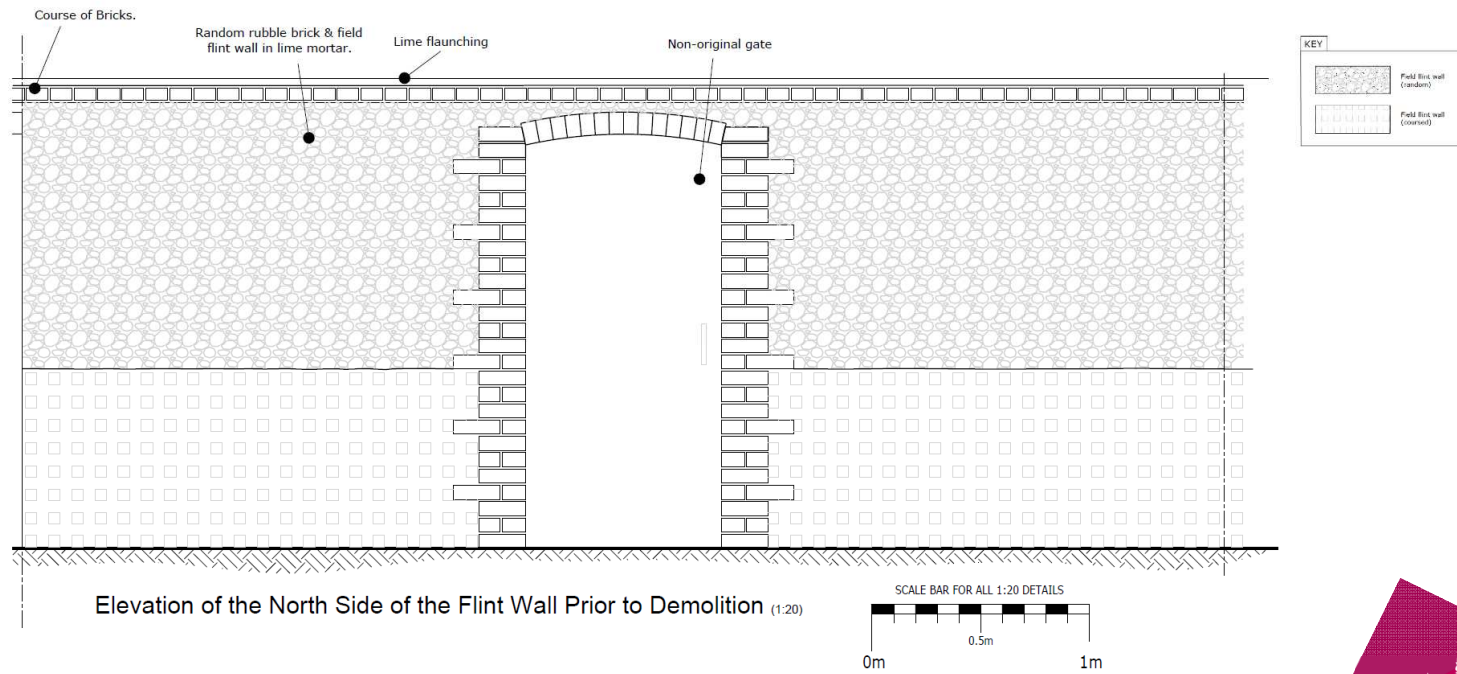 Course of Bricks.
Random rubble brick & field
flint wall in lime mortar.
Lime flaunching
Non-original gate
KEY
Field flint wall
(random)
Field flint wall
(coursed)
Elevation of the North Side of the Flint Wall Prior to Demolition (1:20)
SCALE BAR FOR ALL 1:20 DETAILS
0.5m
0m
1m